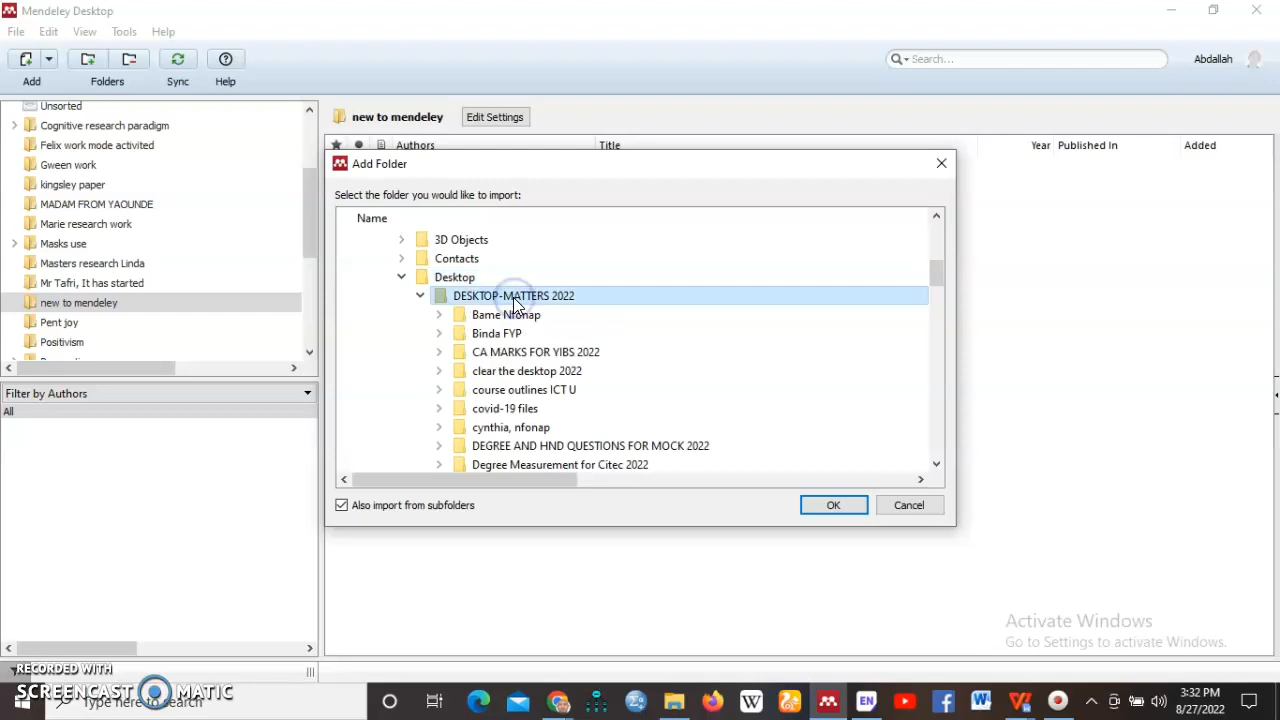 Mendeley Desktop
File Edit View Tools Help
Search...
Abdallah
Add Folders Sync Help
Unsorted
Cognitive research paradigm
Felix work mode activited
Gween work
kingsley paper
MADAM FROM YAOUNDE
Marie research work
Masks use
Masters research Linda
Mr Tafri, It has started
new to mendeley
Pent joy
Positivism
Filter by Authors
All
new to mendeley Edit Settings
Authors Title Year Published In Added
Add Folder
Select the folder you would like to import:
Name
3D Objects
Contacts
Desktop
DESKTOP-MATTERS 2022
Bame Nfonap
Binda FYP
CA MARKS FOR YIBS 2022
clear the desktop 2022
course outlines ICT U
covid-19 files
cynthia, nfonap
DEGREE AND HND QUESTIONS FOR MOCK 2022
Degree Measurement for Citec 2022
Also import from subfolders
OK Cancel
Activate Windows
Go to Settings to activate Windows.
RECORDED WITH
SCREENCAST MATIC
Type here to search
W
EN
3:32 PM
8/27/2022